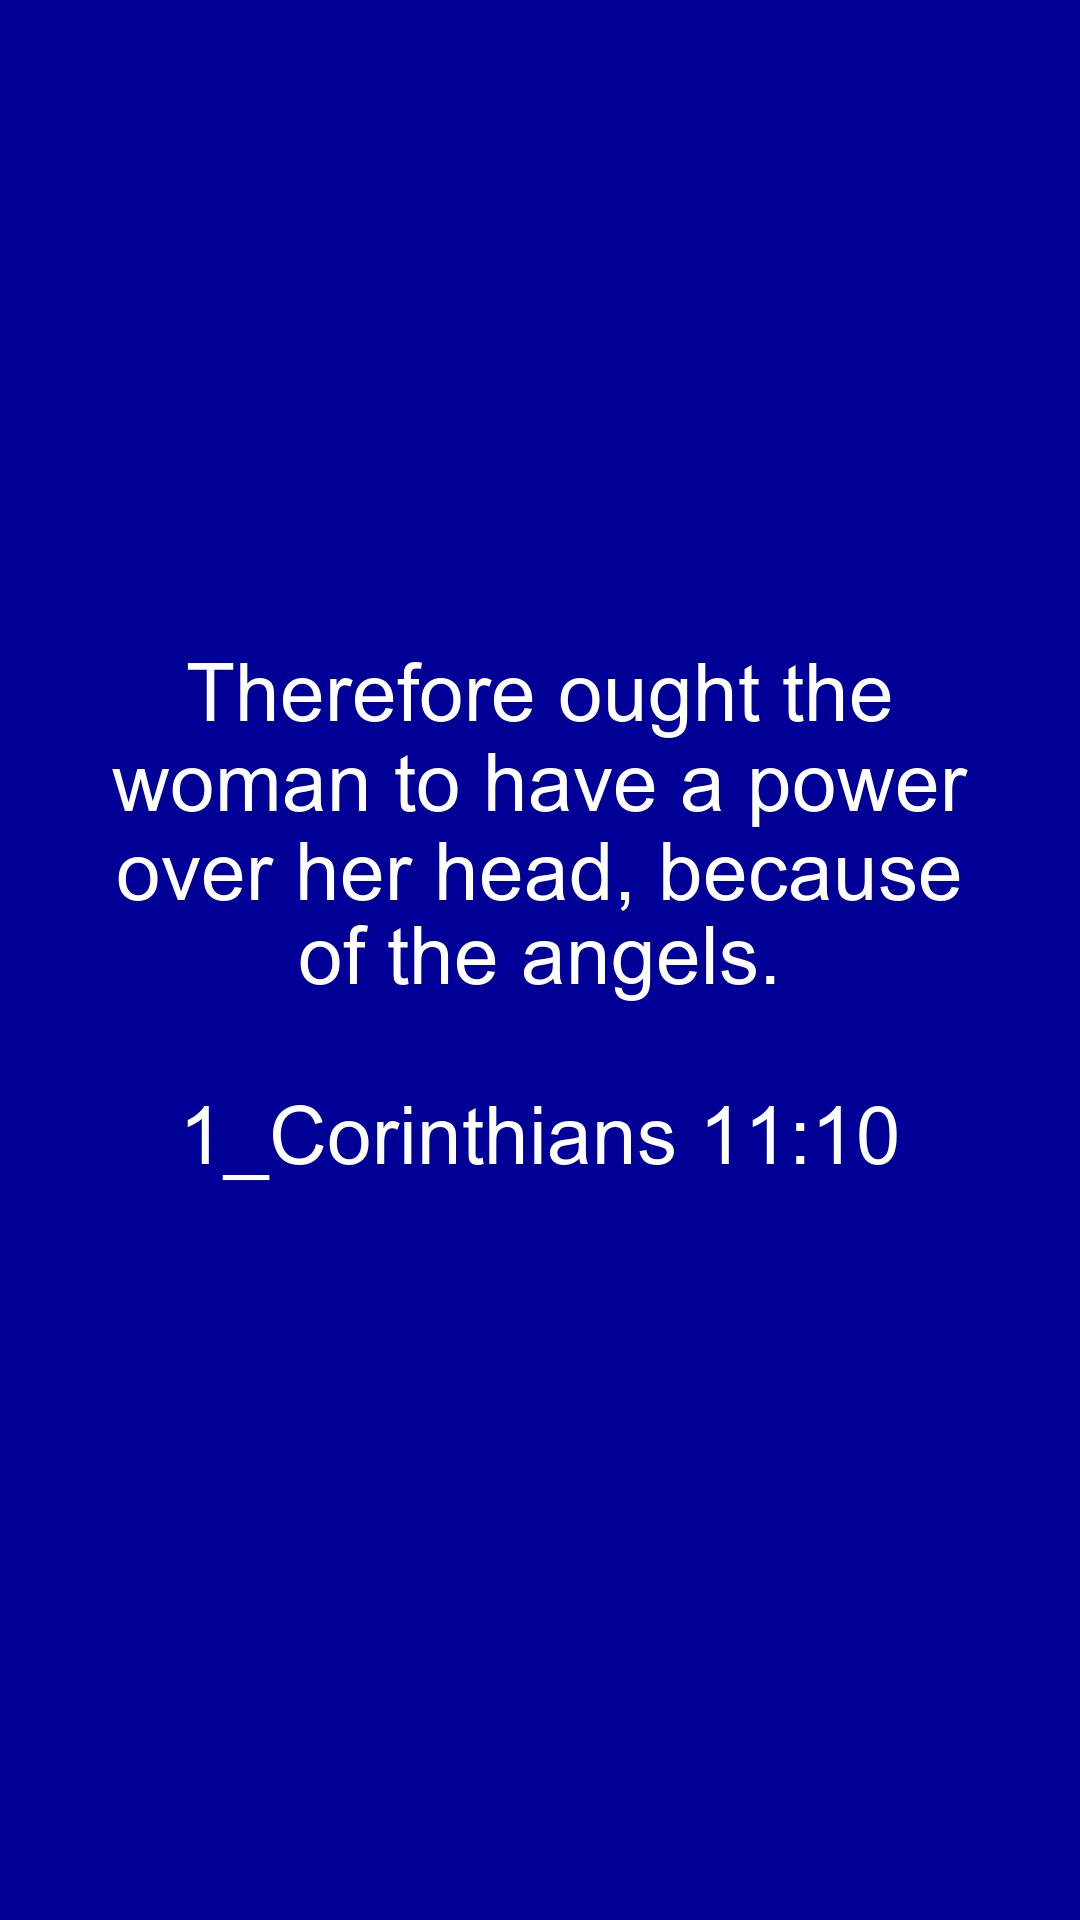 Therefore ought the
woman to have a power
over her head, because
of the angels.
1_Corinthians 11:10